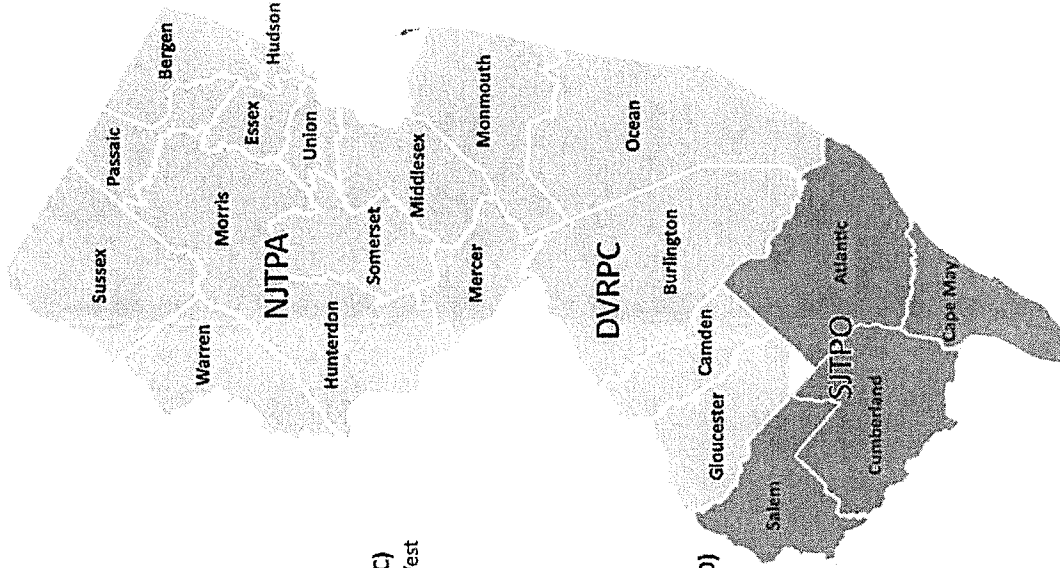 Sussex
Passaic
Bergen
Warren
Morris
Essex
Hudson
NJTPA
Union
Hunterdon
Somerset
Middlesex
Mercer
Monmouth
C)
est
DVRPC
Ocean
Burlington
Camden
Gloucester
O)
Atlantic
SJTPO
Salem
Cumberland
Cape May